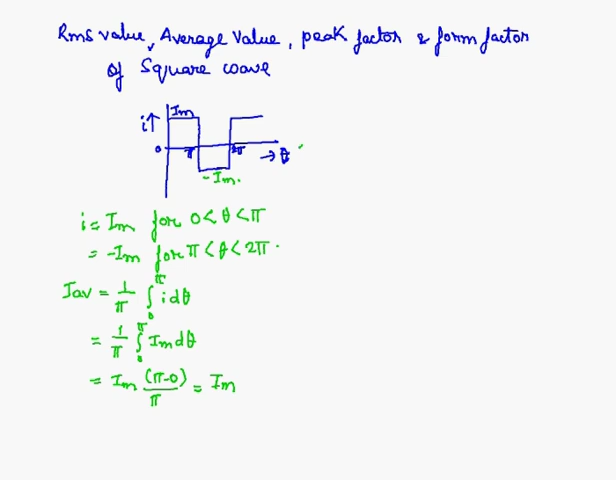 Rms value, Average Value, peak factor & form factor
of Square wave
Im
i↑
0 π 2π → θ
-Im.
i = Im for 0<θ<π
= -Im for π<θ<2π.
Iav = 1/π ∫₀^π i dθ
= 1/π ∫₀^π Im dθ
= Im (π-0)/π = Im